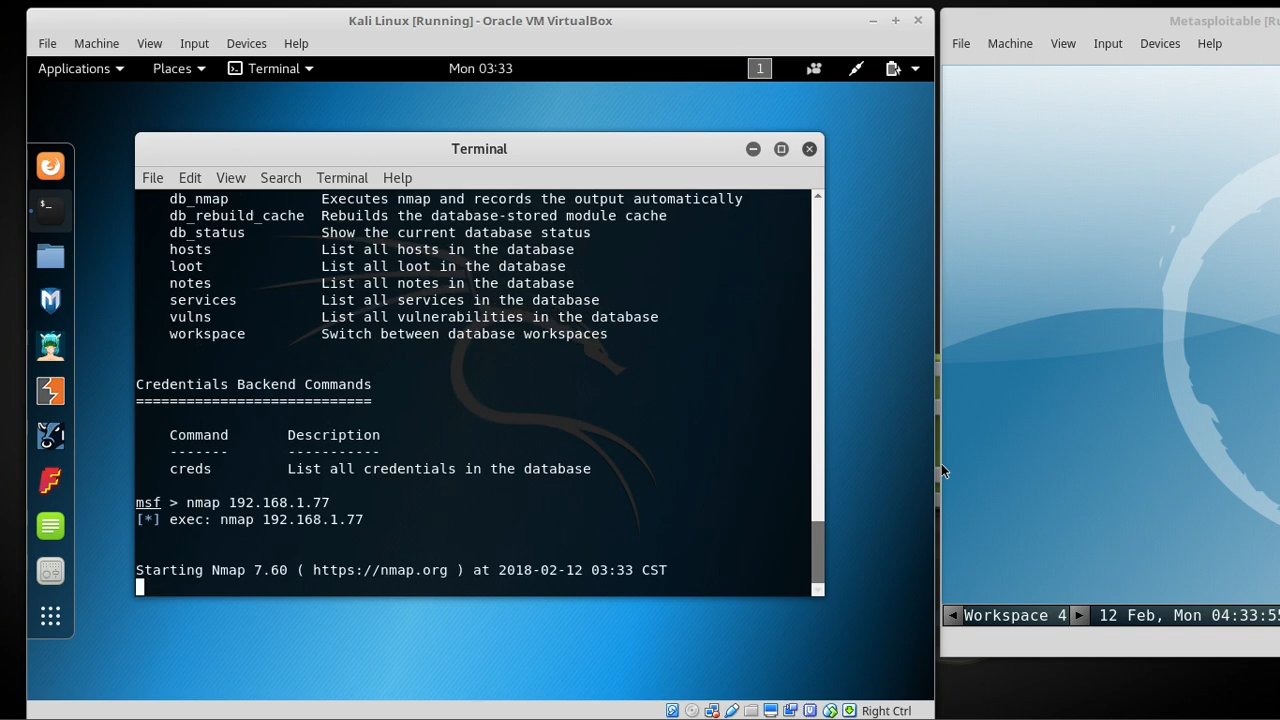 Kali Linux [Running] - Oracle VM VirtualBox
File Machine View Input Devices Help
Applications Places Terminal Mon 03:33 1
Terminal
File Edit View Search Terminal Help
db_nmap Executes nmap and records the output automatically
db_rebuild_cache Rebuilds the database-stored module cache
db_status Show the current database status
hosts List all hosts in the database
loot List all loot in the database
notes List all notes in the database
services List all services in the database
vulns List all vulnerabilities in the database
workspace Switch between database workspaces
Credentials Backend Commands
============================
Command Description
------- -----------
creds List all credentials in the database
msf > nmap 192.168.1.77
[*] exec: nmap 192.168.1.77
Starting Nmap 7.60 ( https://nmap.org ) at 2018-02-12 03:33 CST
Right Ctrl
Metasploitable [Ru
File Machine View Input Devices Help
Workspace 4 12 Feb, Mon 04:33:55